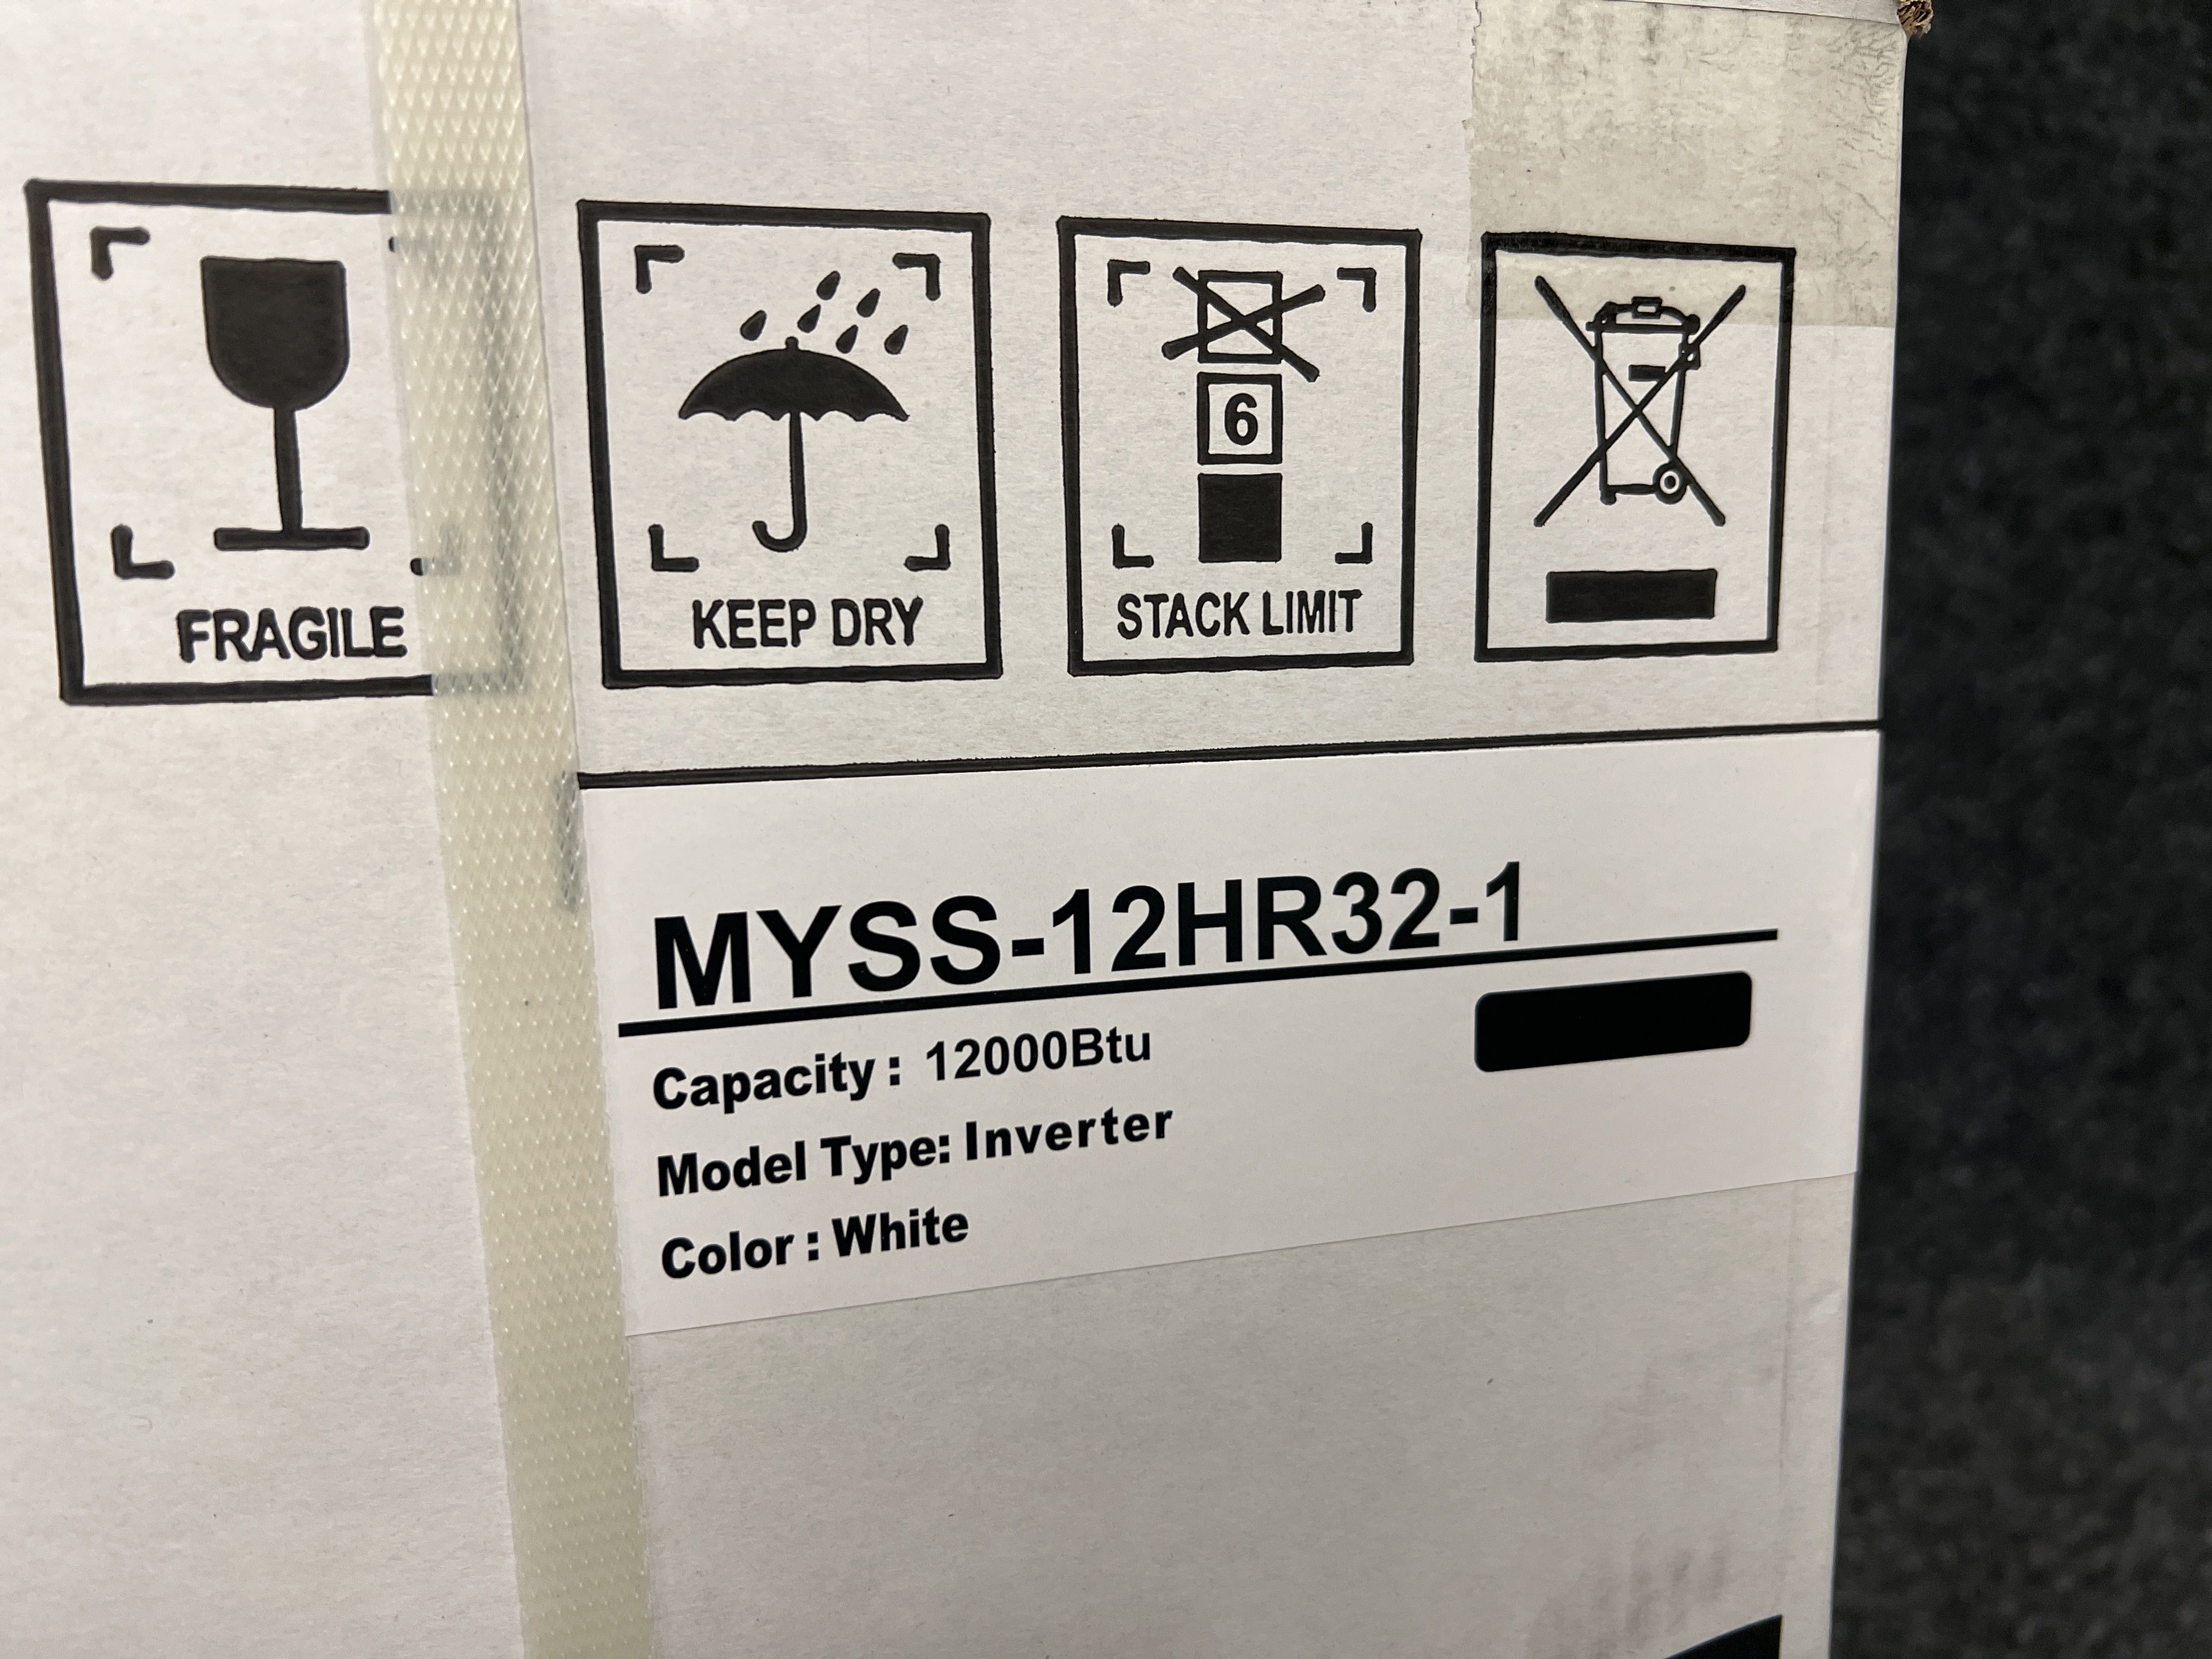 FRAGILE
KEEP DRY
6
STACK LIMIT
MYSS-12HR32-1
Capacity : 12000Btu
Model Type: Inverter
Color : White